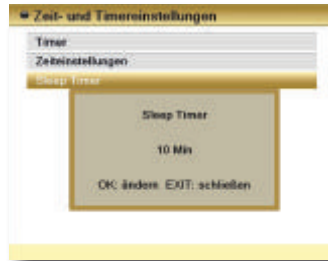 Zeit- und Timereinstellungen
Timer
Zeiteinstellungen
Sleep Timer
Sleep Timer
10 Min
OK: ändern EXIT: schließen